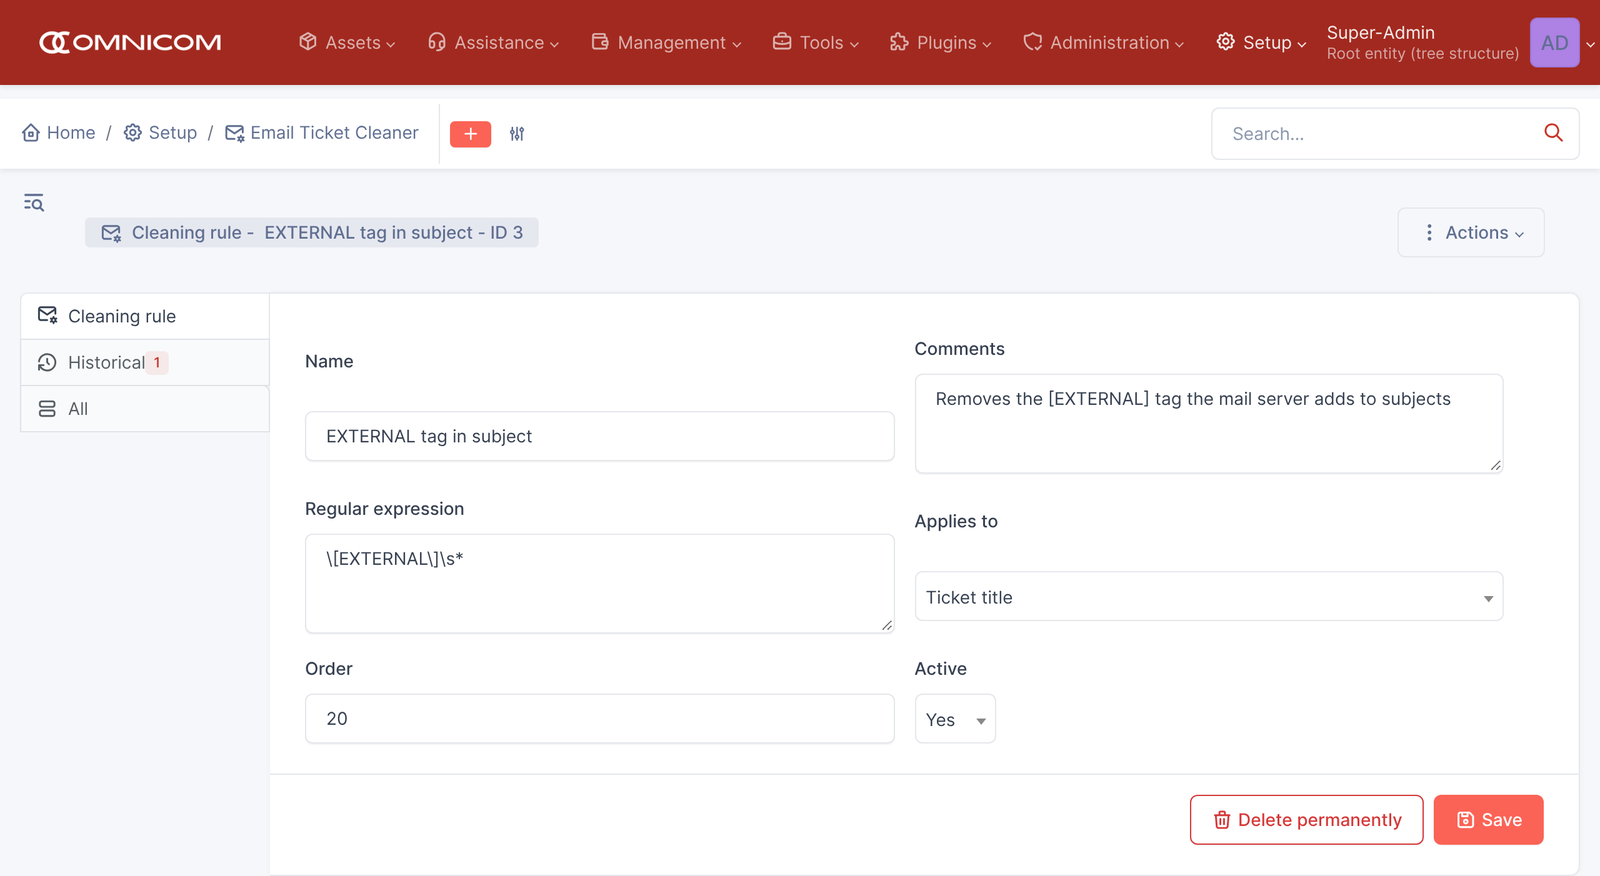 OMNICOM
Assets
Assistance
Management
Tools
Plugins
Administration
Setup
Super-Admin
Root entity (tree structure)
AD
Home / Setup / Email Ticket Cleaner
+
Search...
Cleaning rule - EXTERNAL tag in subject - ID 3
Actions
Cleaning rule
Historical 1
All
Name
EXTERNAL tag in subject
Comments
Removes the [EXTERNAL] tag the mail server adds to subjects
Regular expression
\[EXTERNAL\]\s*
Applies to
Ticket title
Order
20
Active
Yes
Delete permanently
Save